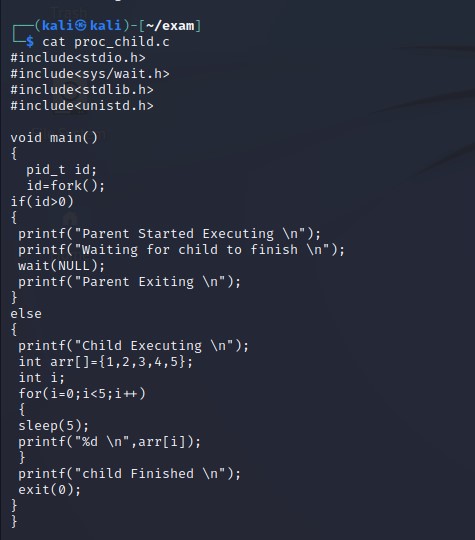 ┌──(kali㉿kali)-[~/exam]
└─$ cat proc_child.c
#include<stdio.h>
#include<sys/wait.h>
#include<stdlib.h>
#include<unistd.h>

void main()
{
  pid_t id;
  id=fork();
if(id>0)
{
 printf("Parent Started Executing \n");
 printf("Waiting for child to finish \n");
 wait(NULL);
 printf("Parent Exiting \n");
}
else
{
 printf("Child Executing \n");
 int arr[]={1,2,3,4,5};
 int i;
 for(i=0;i<5;i++)
 {
 sleep(5);
 printf("%d \n",arr[i]);
 }
 printf("child Finished \n");
 exit(0);
}
}